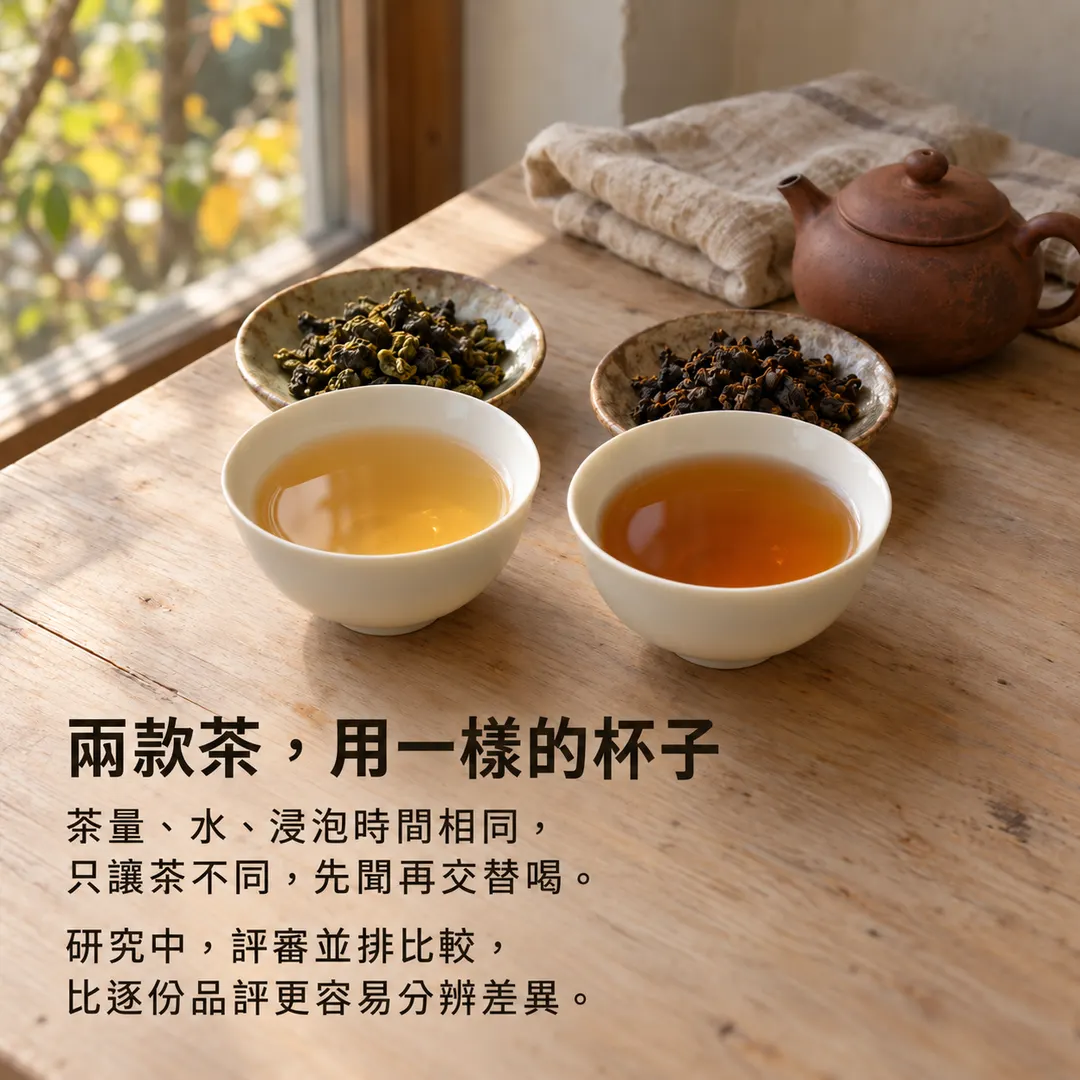 兩款茶，用一樣的杯子
茶量、水、浸泡時間相同，
只讓茶不同，先聞再交替喝。
研究中，評審並排比較，
比逐份品評更容易分辨差異。